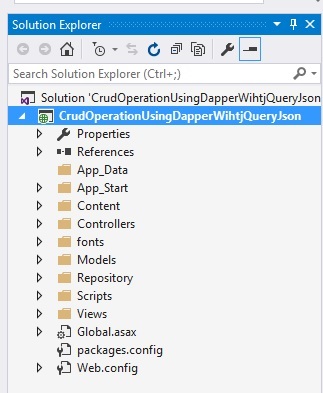 Solution Explorer
Search Solution Explorer (Ctrl+;)
Solution 'CrudOperationUsingDapperWihtjQueryJson
CrudOperationUsingDapperWihtjQueryJson
Properties
References
App_Data
App_Start
Content
Controllers
fonts
Models
Repository
Scripts
Views
Global.asax
packages.config
Web.config